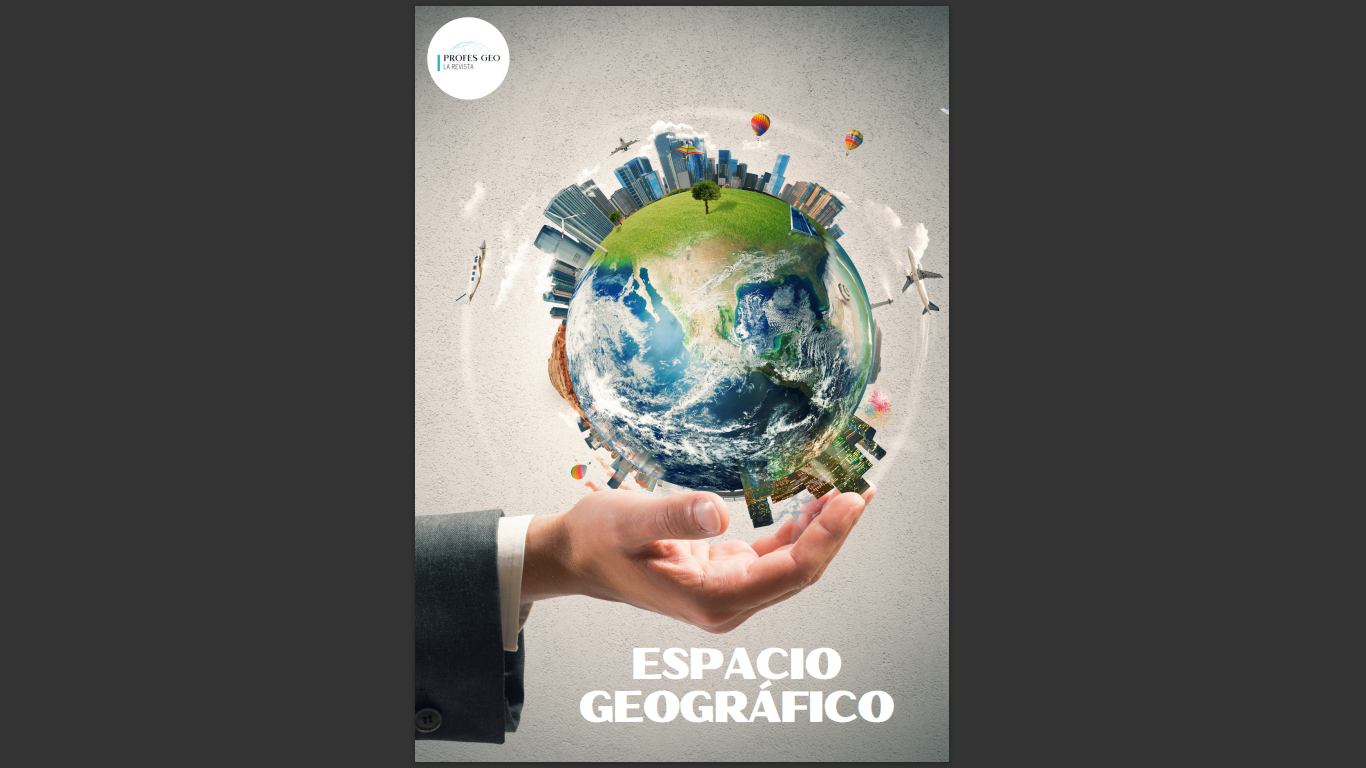 PROFES GEO
LA REVISTA
ESPACIO
GEOGRÁFICO